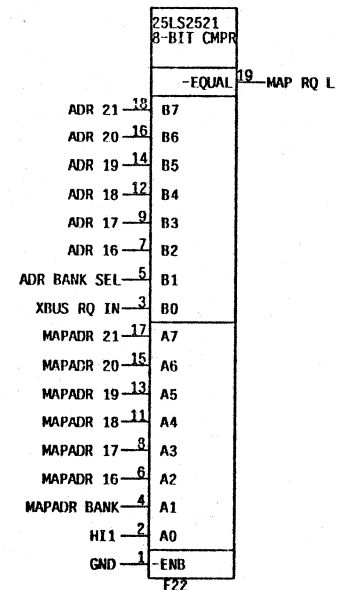 25LS2521
8-BIT CMPR
-EQUAL 19 MAP RQ L
ADR 21 18 B7
ADR 20 16 B6
ADR 19 14 B5
ADR 18 12 B4
ADR 17 9 B3
ADR 16 7 B2
ADR BANK SEL 5 B1
XBUS RQ IN 3 B0
MAPADR 21 17 A7
MAPADR 20 15 A6
MAPADR 19 13 A5
MAPADR 18 11 A4
MAPADR 17 8 A3
MAPADR 16 6 A2
MAPADR BANK 4 A1
HI1 2 A0
GND 1 -ENB
F22